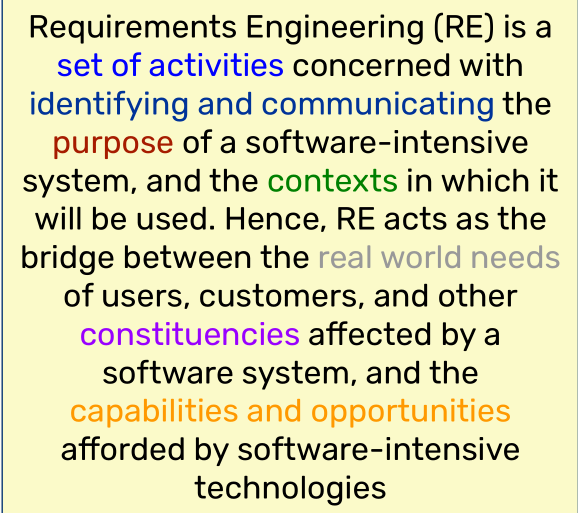 Requirements Engineering (RE) is a
set of activities concerned with
identifying and communicating the
purpose of a software-intensive
system, and the contexts in which it
will be used. Hence, RE acts as the
bridge between the real world needs
of users, customers, and other
constituencies affected by a
software system, and the
capabilities and opportunities
afforded by software-intensive
technologies